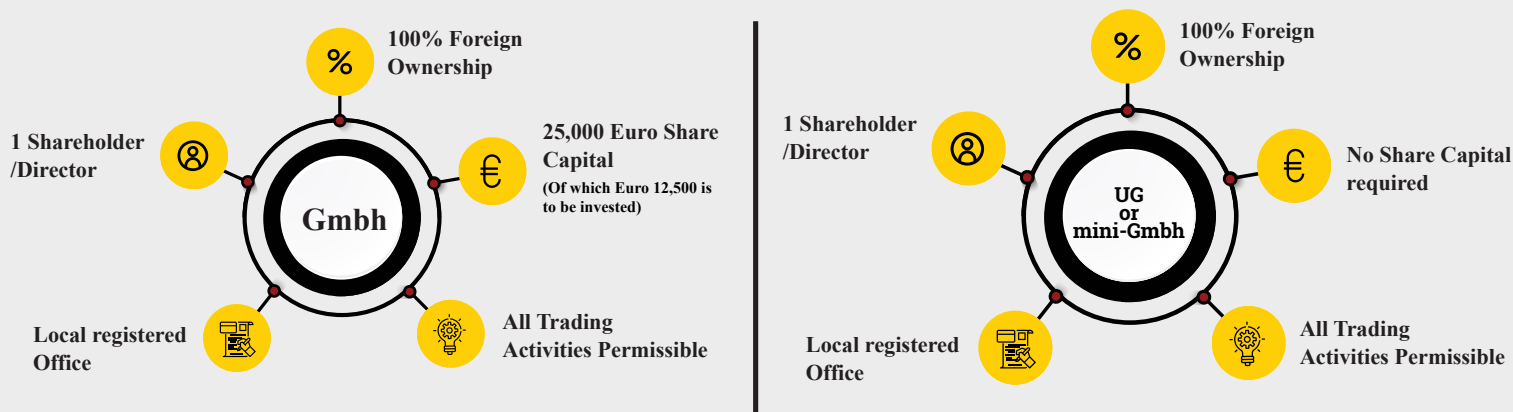 100% Foreign
Ownership
1 Shareholder
/Director
25,000 Euro Share
Capital
(Of which Euro 12,500 is
to be invested)
Gmbh
Local registered
Office
All Trading
Activities Permissible
100% Foreign
Ownership
1 Shareholder
/Director
No Share Capital
required
UG
or
mini-Gmbh
Local registered
Office
All Trading
Activities Permissible